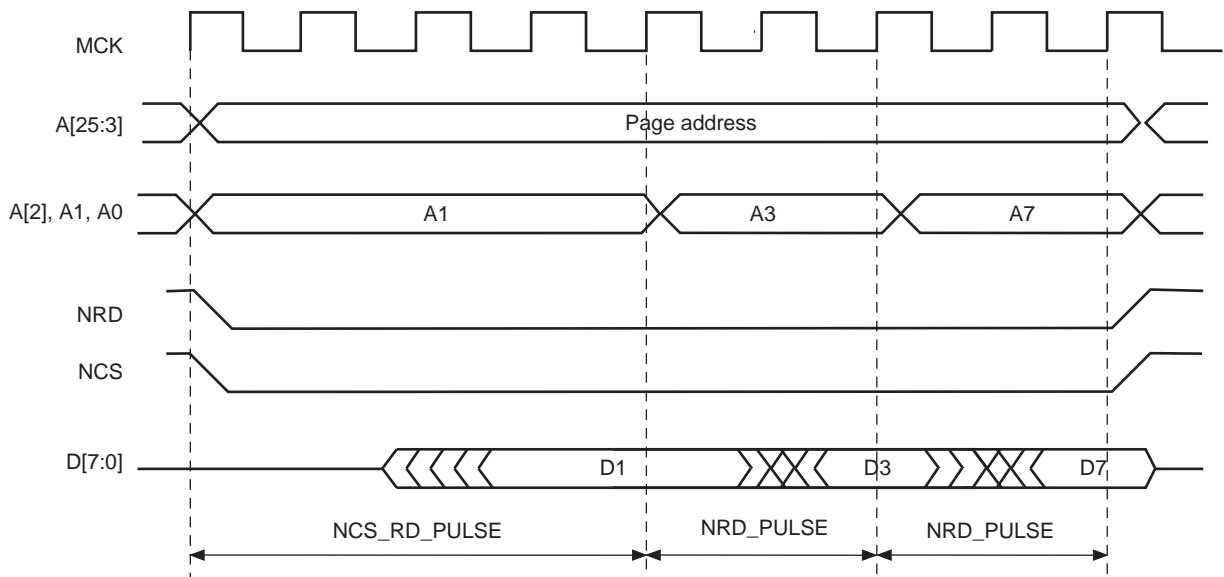 MCK
A[25:3]
Page address
A[2], A1, A0
A1
A3
A7
NRD
NCS
D[7:0]
D1
D3
D7
NCS_RD_PULSE
NRD_PULSE
NRD_PULSE